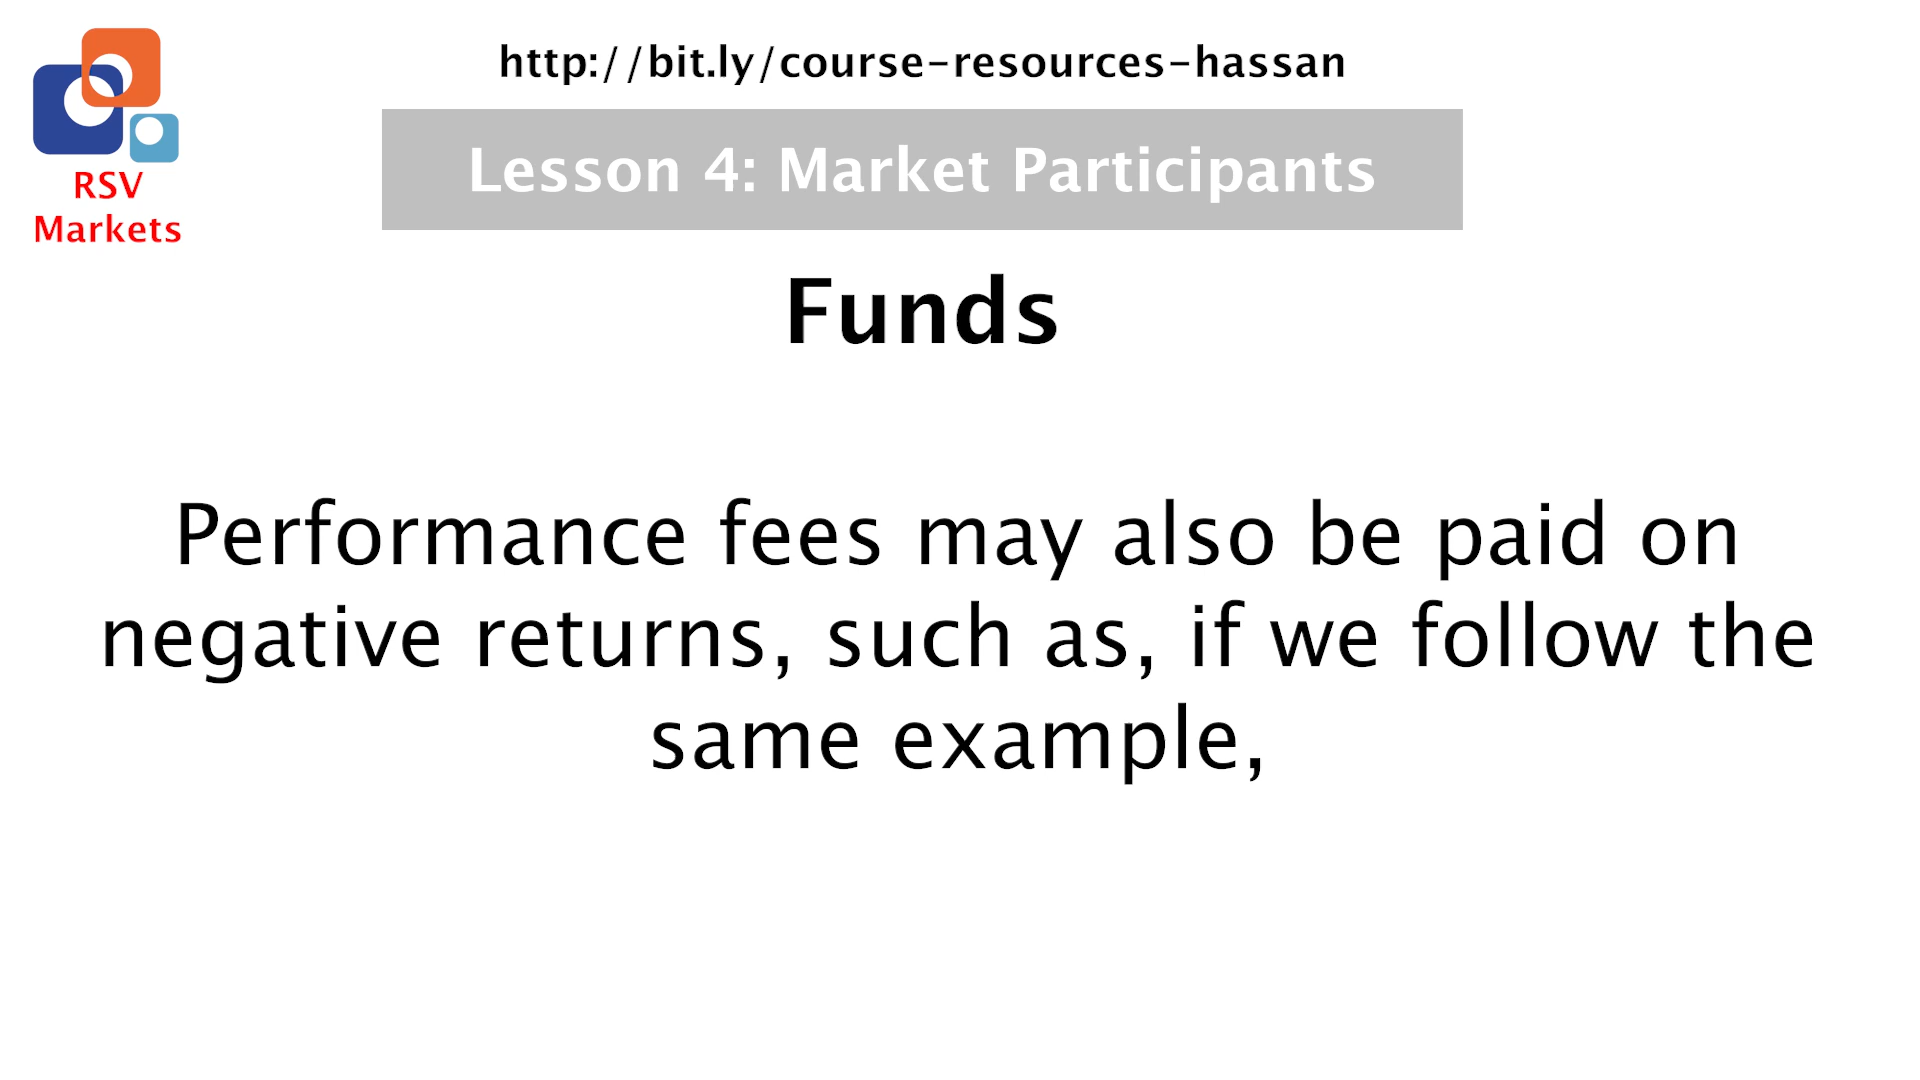 http://bit.ly/course-resources-hassan
RSV
Markets
Lesson 4: Market Participants
Funds
Performance fees may also be paid on
negative returns, such as, if we follow the
same example,